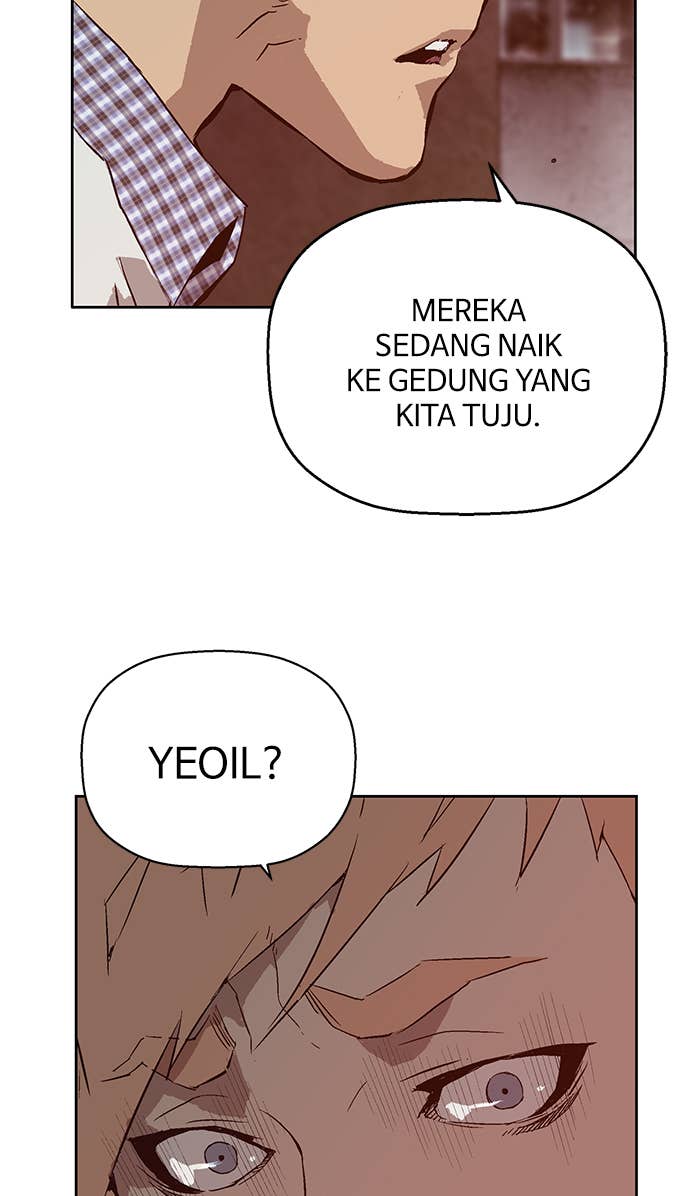 MEREKA
SEDANG NAIK
KE GEDUNG YANG
KITA TUJU.
YEOIL?